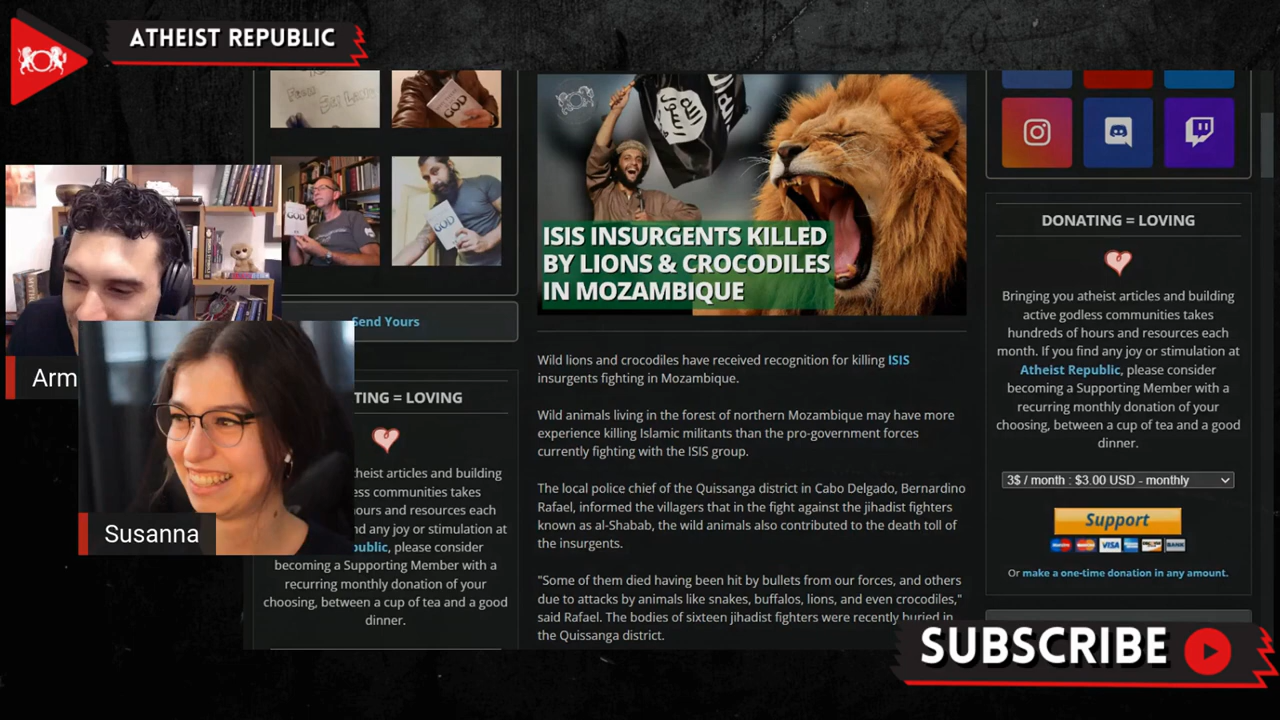 ATHEIST REPUBLIC
From
GOD
GOD
GOD
Send Yours
TING = LOVING
theist articles and building
ess communities takes
hours and resources each
nd any joy or stimulation at
public, please consider
becoming a Supporting Member with a
recurring monthly donation of your
choosing, between a cup of tea and a good
dinner.
Arm
Susanna
الله
رسول
ISIS INSURGENTS KILLED
BY LIONS & CROCODILES
IN MOZAMBIQUE
Wild lions and crocodiles have received recognition for killing ISIS
insurgents fighting in Mozambique.
Wild animals living in the forest of northern Mozambique may have more
experience killing Islamic militants than the pro-government forces
currently fighting with the ISIS group.
The local police chief of the Quissanga district in Cabo Delgado, Bernardino
Rafael, informed the villagers that in the fight against the jihadist fighters
known as al-Shabab, the wild animals also contributed to the death toll of
the insurgents.
"Some of them died having been hit by bullets from our forces, and others
due to attacks by animals like snakes, buffalos, lions, and even crocodiles,"
said Rafael. The bodies of sixteen jihadist fighters were recently buried in
the Quissanga district.
DONATING = LOVING
Bringing you atheist articles and building
active godless communities takes
hundreds of hours and resources each
month. If you find any joy or stimulation at
Atheist Republic, please consider
becoming a Supporting Member with a
recurring monthly donation of your
choosing, between a cup of tea and a good
dinner.
3$ / month : $3.00 USD - monthly
Support
VISA
BANK
Or make a one-time donation in any amount.
SUBSCRIBE